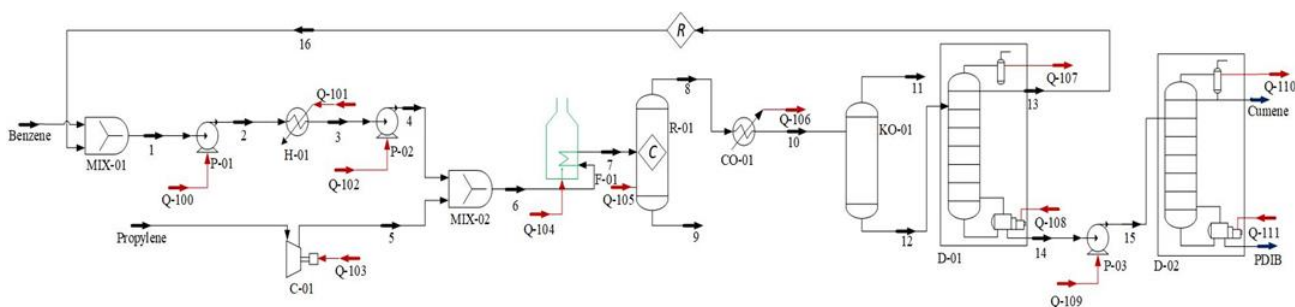 16
R
Q-107
13
Q-110
Cumene
8
11
Q-101
4
Benzene
MIX-01
1
P-01
2
H-01
3
P-02
Q-100
Q-102
R-01
C
7
F-01
CO-01
Q-106
10
KO-01
Q-105
MIX-02
6
Q-104
9
12
Propylene
5
C-01
Q-103
D-01
Q-108
14
P-03
15
Q-109
D-02
Q-111
PDIB